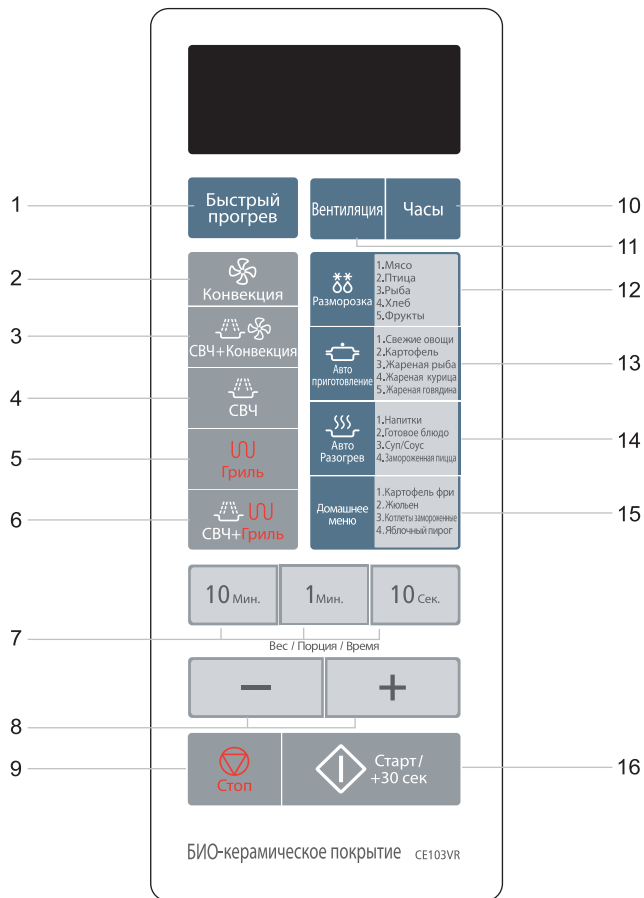 1
Быстрый
прогрев
Вентиляция
Часы
10
11
2
Конвекция
3
СВЧ+Конвекция
4
СВЧ
5
Гриль
6
СВЧ+Гриль
Разморозка
1.Мясо
2.Птица
3.Рыба
4.Хлеб
5.Фрукты
12
Авто
приготовление
1.Свежие овощи
2.Картофель
3.Жареная рыба
4.Жареная курица
5.Жареная говядина
13
Авто
Разогрев
1.Напитки
2.Готовое блюдо
3.Суп/Соус
4.Замороженная пицца
14
Домашнее
меню
1.Картофель фри
2.Жюльен
3.Котлеты замороженные
4.Яблочный пирог
15
10 Мин.
1 Мин.
10 Сек.
7
Вес / Порция / Время
− +
8
9
Стоп
Старт/
+30 сек
16
БИО-керамическое покрытие CE103VR